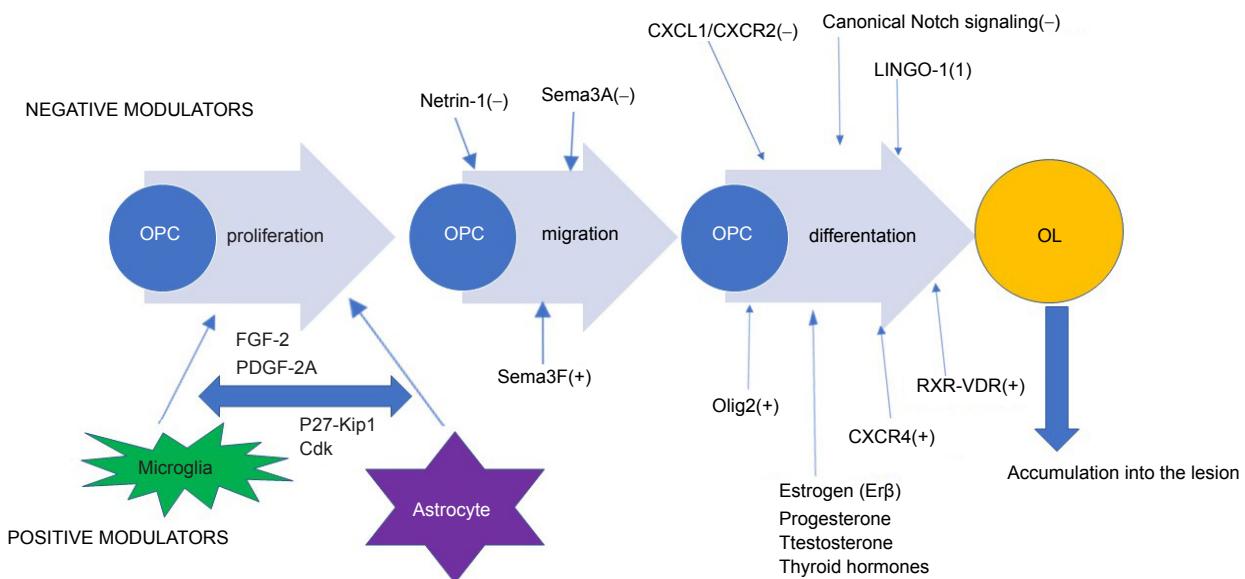 CXCL1/CXCR2(–)
Canonical Notch signaling(–)
LINGO-1(1)
NEGATIVE MODULATORS
Netrin-1(–)
Sema3A(–)
OPC
proliferation
OPC
migration
OPC
differentation
OL
FGF-2
PDGF-2A
P27-Kip1
Cdk
Sema3F(+)
Olig2(+)
CXCR4(+)
RXR-VDR(+)
Microglia
Astrocyte
Accumulation into the lesion
Estrogen (Erβ)
Progesterone
Ttestosterone
Thyroid hormones
POSITIVE MODULATORS